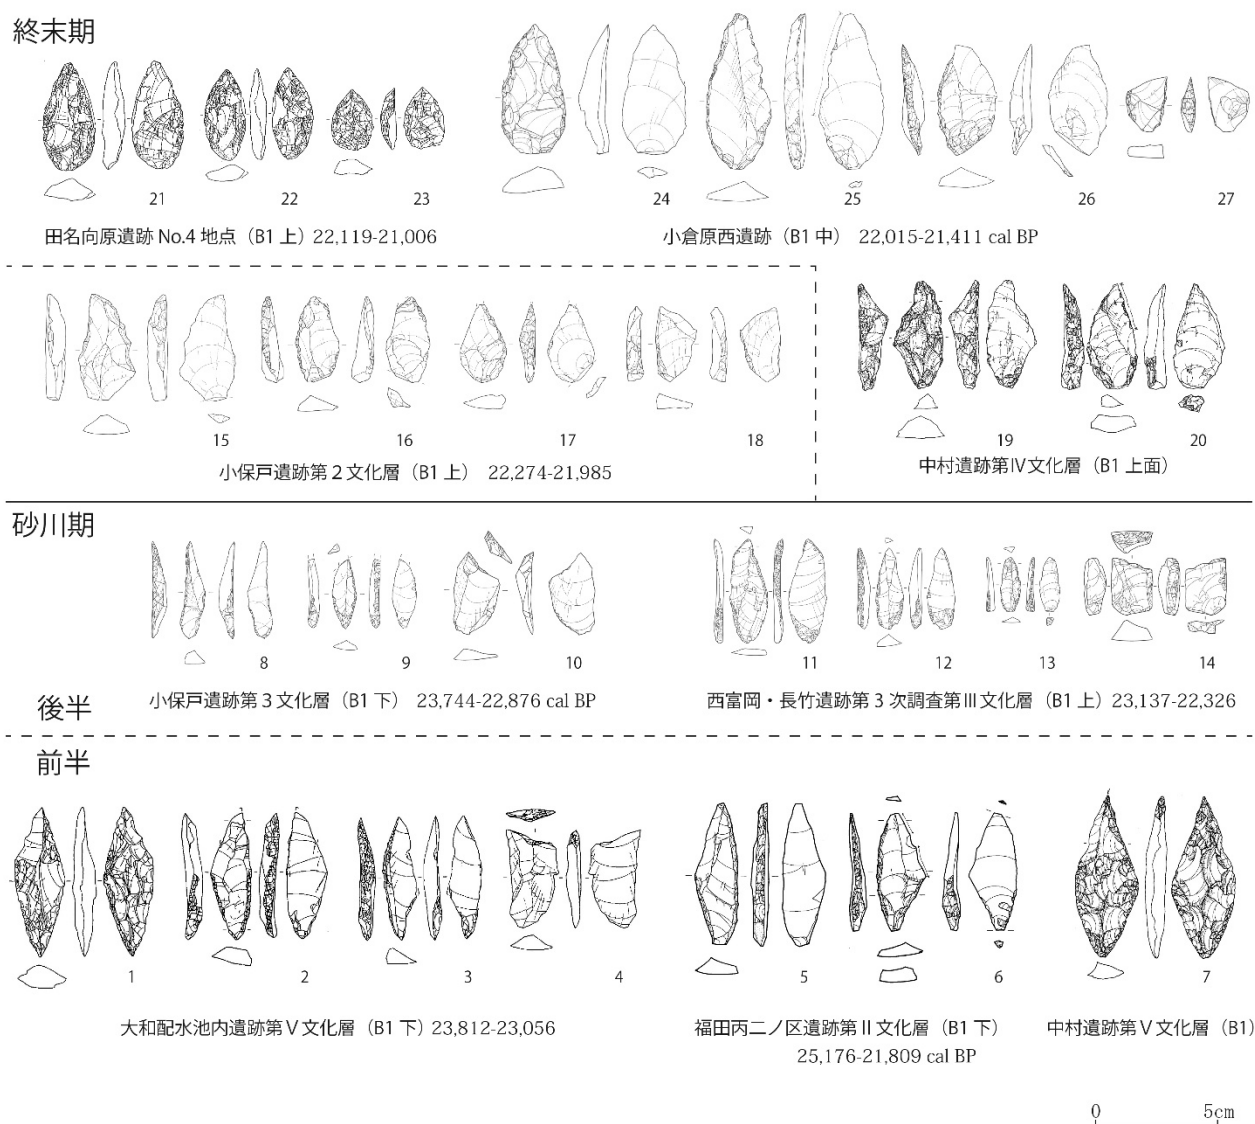 終末期
21 22 23 24 25 26 27
田名向原遺跡 No.4 地点（B1 上）22,119-21,006
小倉原西遺跡（B1 中） 22,015-21,411 cal BP
15 16 17 18
小保戸遺跡第２文化層（B1 上） 22,274-21,985
19 20
中村遺跡第Ⅳ文化層（B1 上面）
砂川期
8 9 10 11 12 13 14
小保戸遺跡第３文化層（B1 下） 23,744-22,876 cal BP
西富岡・長竹遺跡第 3 次調査第Ⅲ文化層（B1 上）23,137-22,326
後半
前半
1 2 3 4 5 6 7
大和配水池内遺跡第Ⅴ文化層（B1 下）23,812-23,056
福田丙二ノ区遺跡第Ⅱ文化層（B1 下）
25,176-21,809 cal BP
中村遺跡第Ⅴ文化層（B1）
0 5cm